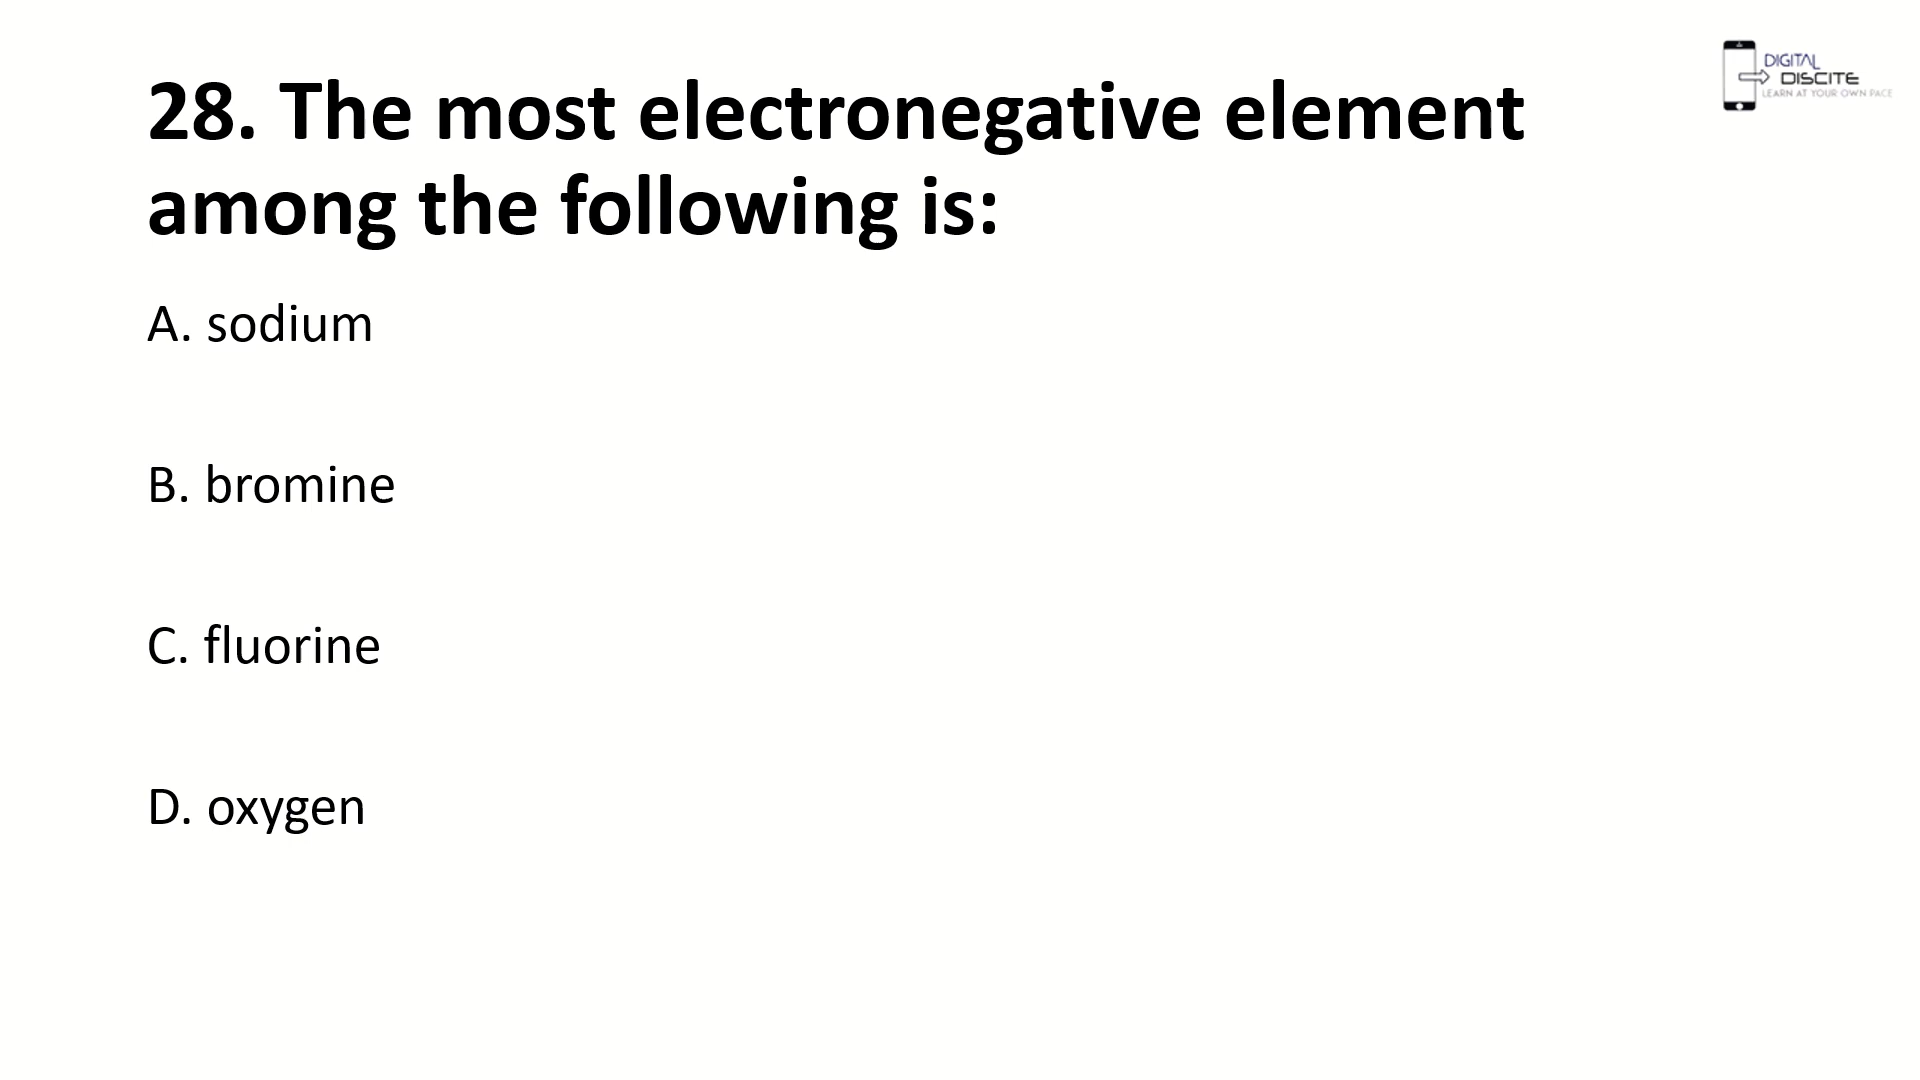 28. The most electronegative element
among the following is:
A. sodium
B. bromine
C. fluorine
D. oxygen
DIGITAL
DISCITE
LEARN AT YOUR OWN PACE